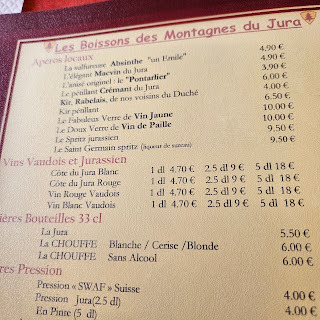 Les Boissons des Montagnes du Jura
Apéros locaux
La sulfureuse Absinthe "un Emile" 4.90 €
L'élégant Macvin du Jura 4.90 €
L'anisé originel : le "Pontarlier" 3.90 €
Le pétillant Crémant du Jura 6.00 €
Kir, Rabelais, de nos voisins du Duché 4.00 €
Kir pétillant 6.50 €
Le Fabuleux Verre de Vin Jaune 10.00 €
Le Doux Verre de Vin de Paille 10.00 €
Le Spritz jurassien 9.50 €
Le Saint Germain spritz (liqueur de sureau) 9.50 €
Vins Vaudois et Jurassien
Côte du Jura Blanc 1 dl 4.70 € 2.5 dl 9 € 5 dl 18 €
Côte du Jura Rouge 1 dl 4.70 € 2.5 dl 9 € 5 dl 18 €
Vin Rouge Vaudois 1 dl 4.70 € 2.5 dl 9 € 5 dl 18 €
Vin Blanc Vaudois 1 dl 4.70 € 2.5 dl 9 € 5 dl 18 €
ières Bouteilles 33 cl
La Jura 5.50 €
La CHOUFFE Blanche / Cerise /Blonde 6.00 €
La CHOUFFE Sans Alcool 6.00 €
res Pression
Pression « SWAF » Suisse
Pression Jura(2.5 dl) 4.00 €
En Pinte (5 dl) 4.00 €